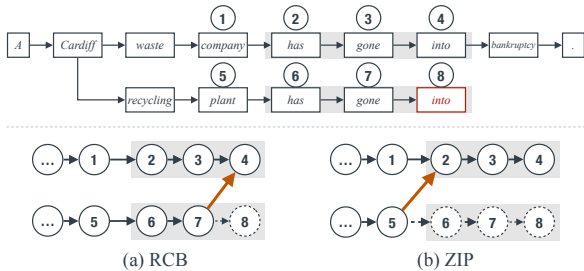 1 2 3 4
A Cardiff waste company has gone into bankruptcy .
5 6 7 8
recycling plant has gone into
... 1 2 3 4 ... 1 2 3 4
... 5 6 7 8 ... 5 6 7 8
(a) RCB (b) ZIP